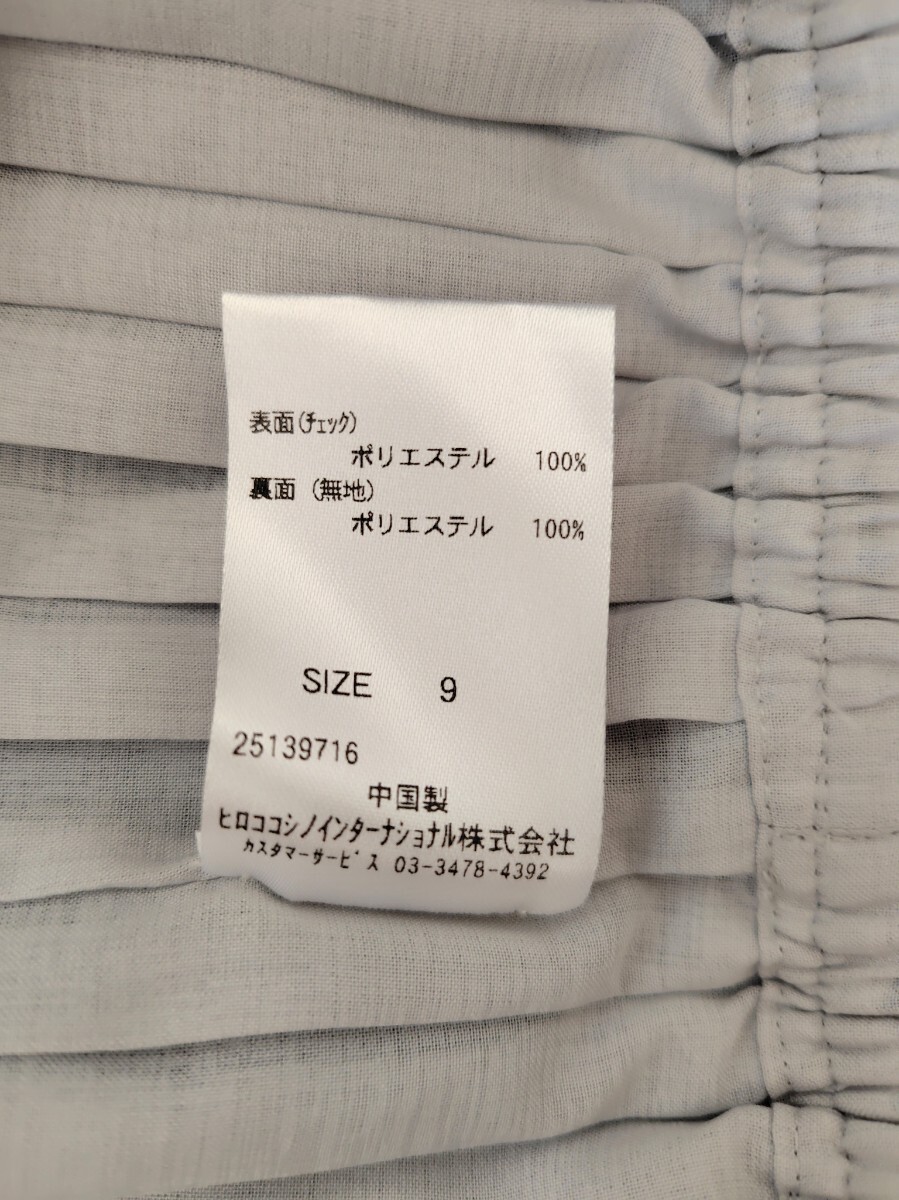 表面(ﾁｪｯｸ)
ポリエステル 100%
裏面 (無地)
ポリエステル 100%
SIZE 9
25139716
中国製
ヒロココシノインターナショナル株式会社
カスタマーサービス 03-3478-4392